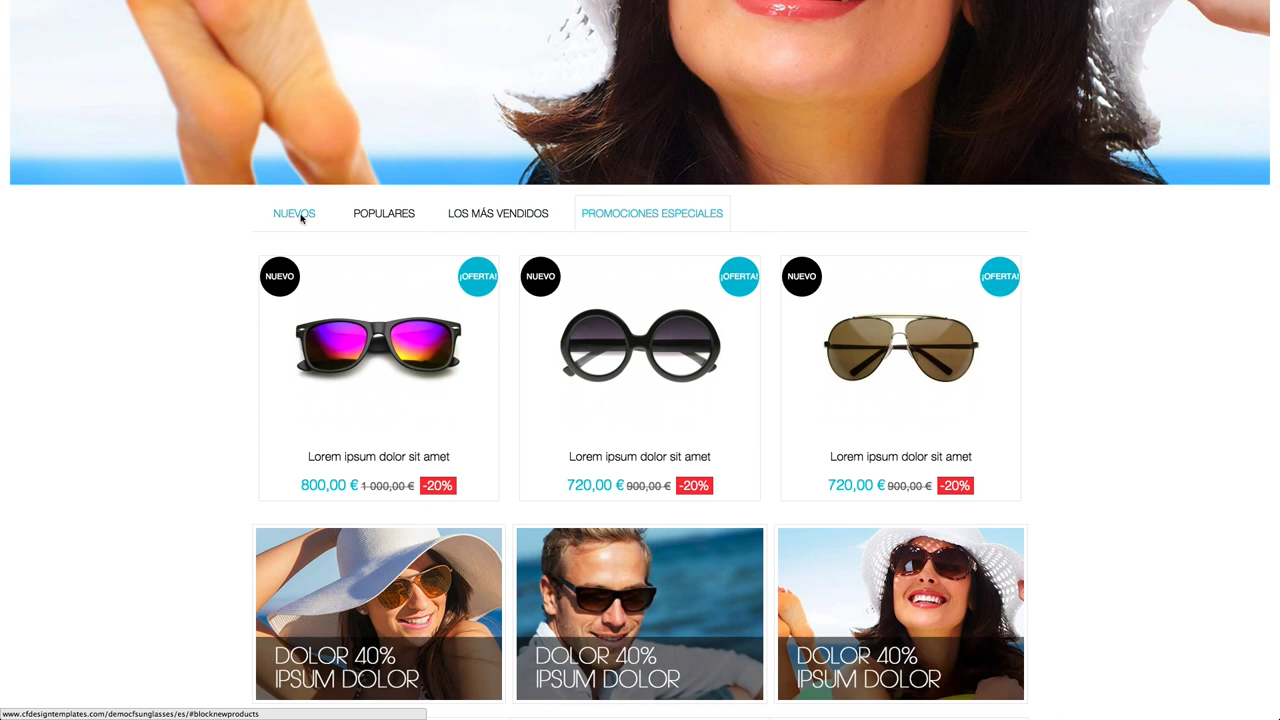 NUEVOS POPULARES LOS MÁS VENDIDOS PROMOCIONES ESPECIALES
NUEVO ¡OFERTA! NUEVO ¡OFERTA! NUEVO ¡OFERTA!
Lorem ipsum dolor sit amet Lorem ipsum dolor sit amet Lorem ipsum dolor sit amet
800,00 € 1 000,00 € -20% 720,00 € 900,00 € -20% 720,00 € 900,00 € -20%
DOLOR 40% DOLOR 40% DOLOR 40%
IPSUM DOLOR IPSUM DOLOR IPSUM DOLOR
www.cfdesigntemplates.com/democfsunglasses/es/#blocknewproducts